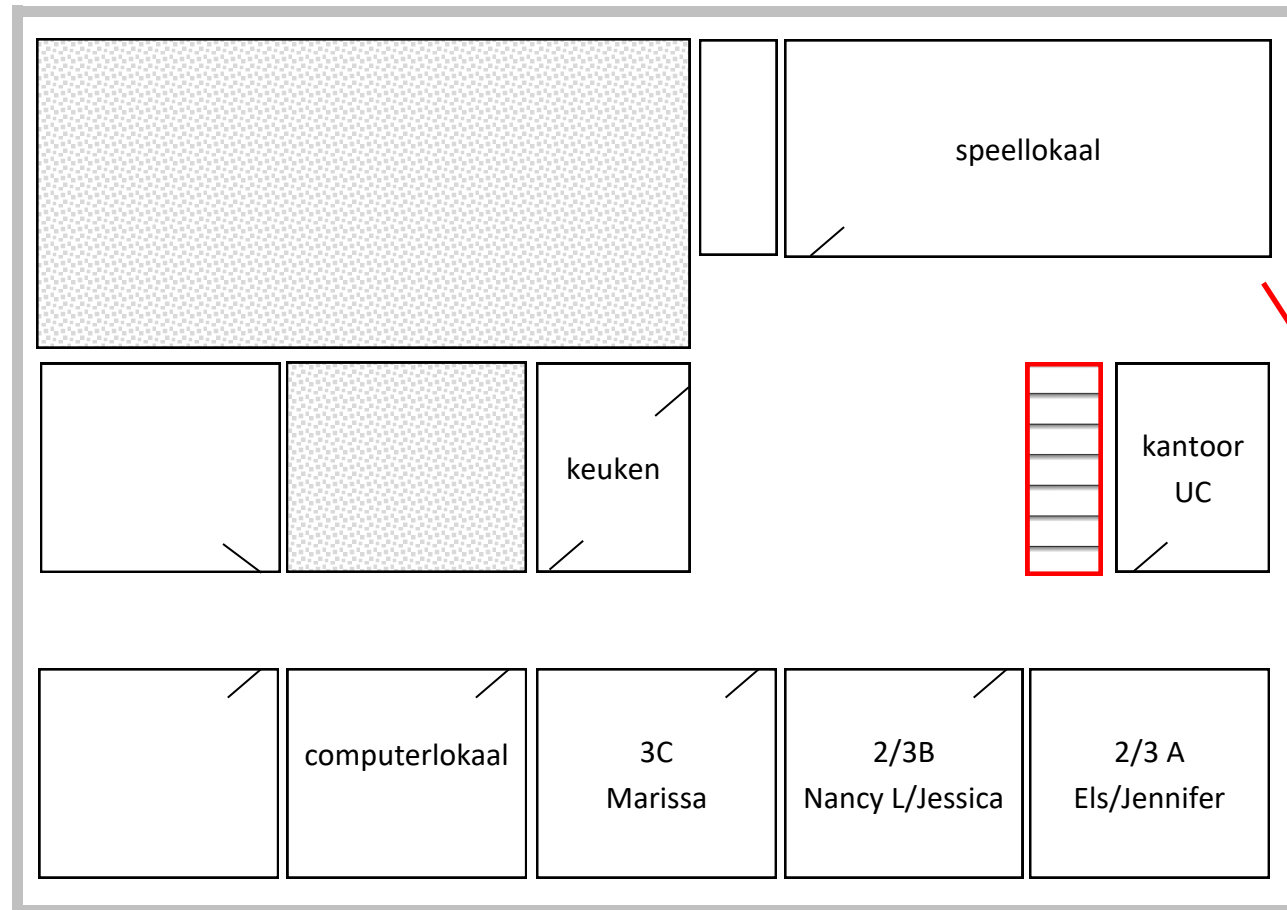 speellokaal
keuken
kantoor
UC
computerlokaal
3C
Marissa
2/3B
Nancy L/Jessica
2/3 A
Els/Jennifer